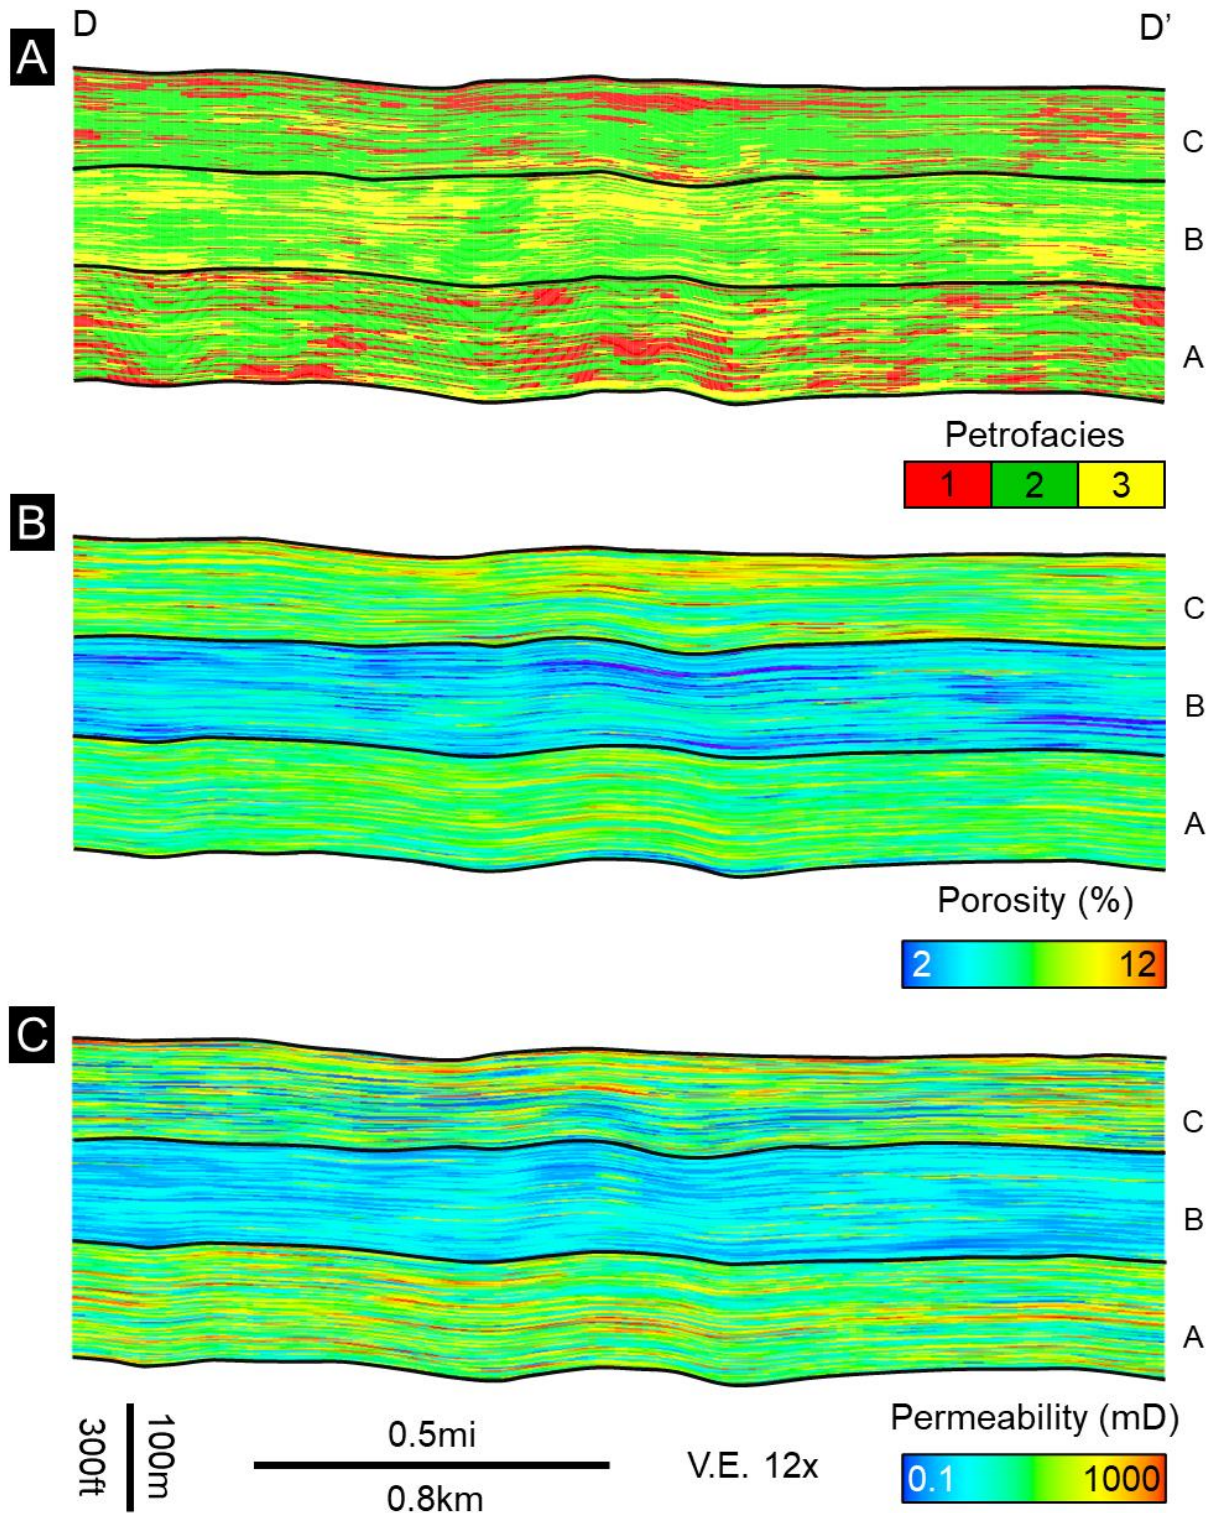 D D’
A
C
B
A
Petrofacies
1 2 3
B
C
B
A
Porosity (%)
2 12
C
C
B
A
Permeability (mD)
0.1 1000
300ft 100m
0.5mi
0.8km
V.E. 12x